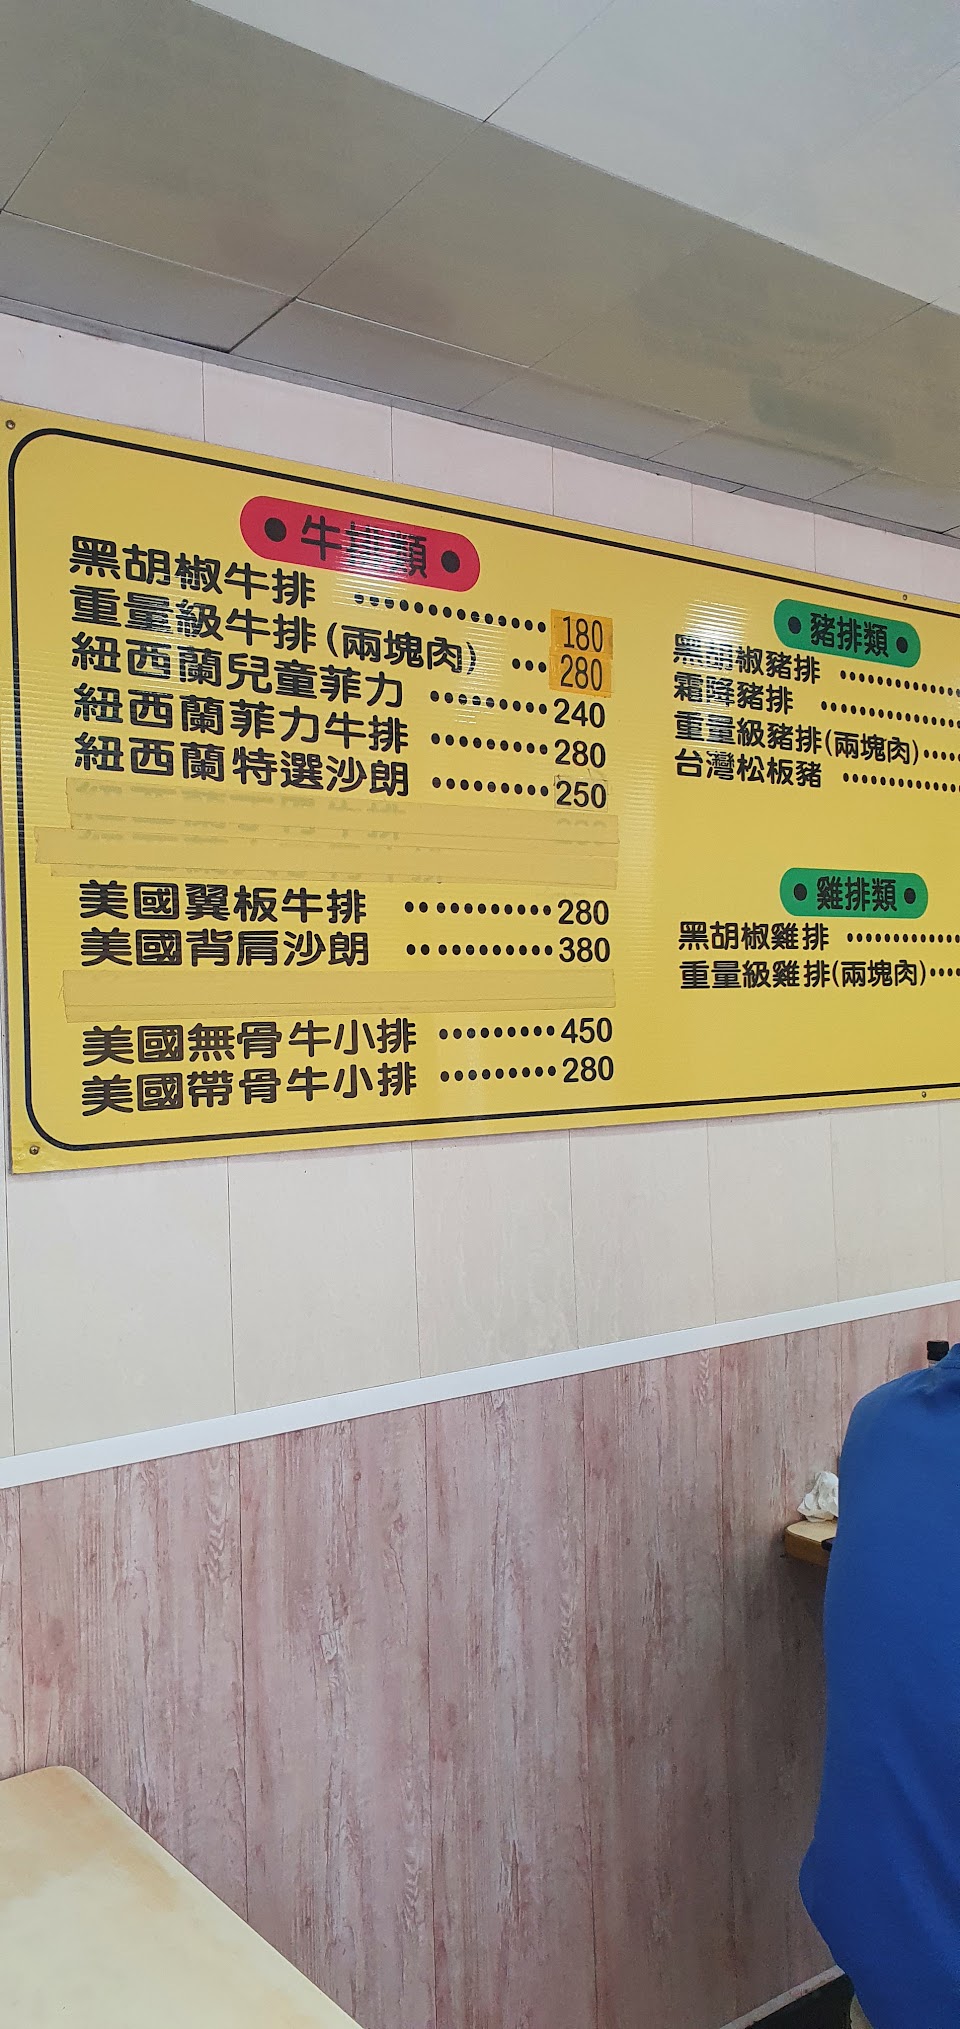 牛排類
黑胡椒牛排 ............ 180
重量級牛排(兩塊肉) ... 280
紐西蘭兒童菲力 ........ 240
紐西蘭菲力牛排 ........ 280
紐西蘭特選沙朗 ........ 250
美國翼板牛排 ........... 280
美國背肩沙朗 ........... 380
美國無骨牛小排 ......... 450
美國帶骨牛小排 ......... 280
豬排類
黑胡椒豬排 ............
霜降豬排 ............
重量級豬排(兩塊肉) ....
台灣松板豬 ...........
雞排類
黑胡椒雞排 ...........
重量級雞排(兩塊肉) ....